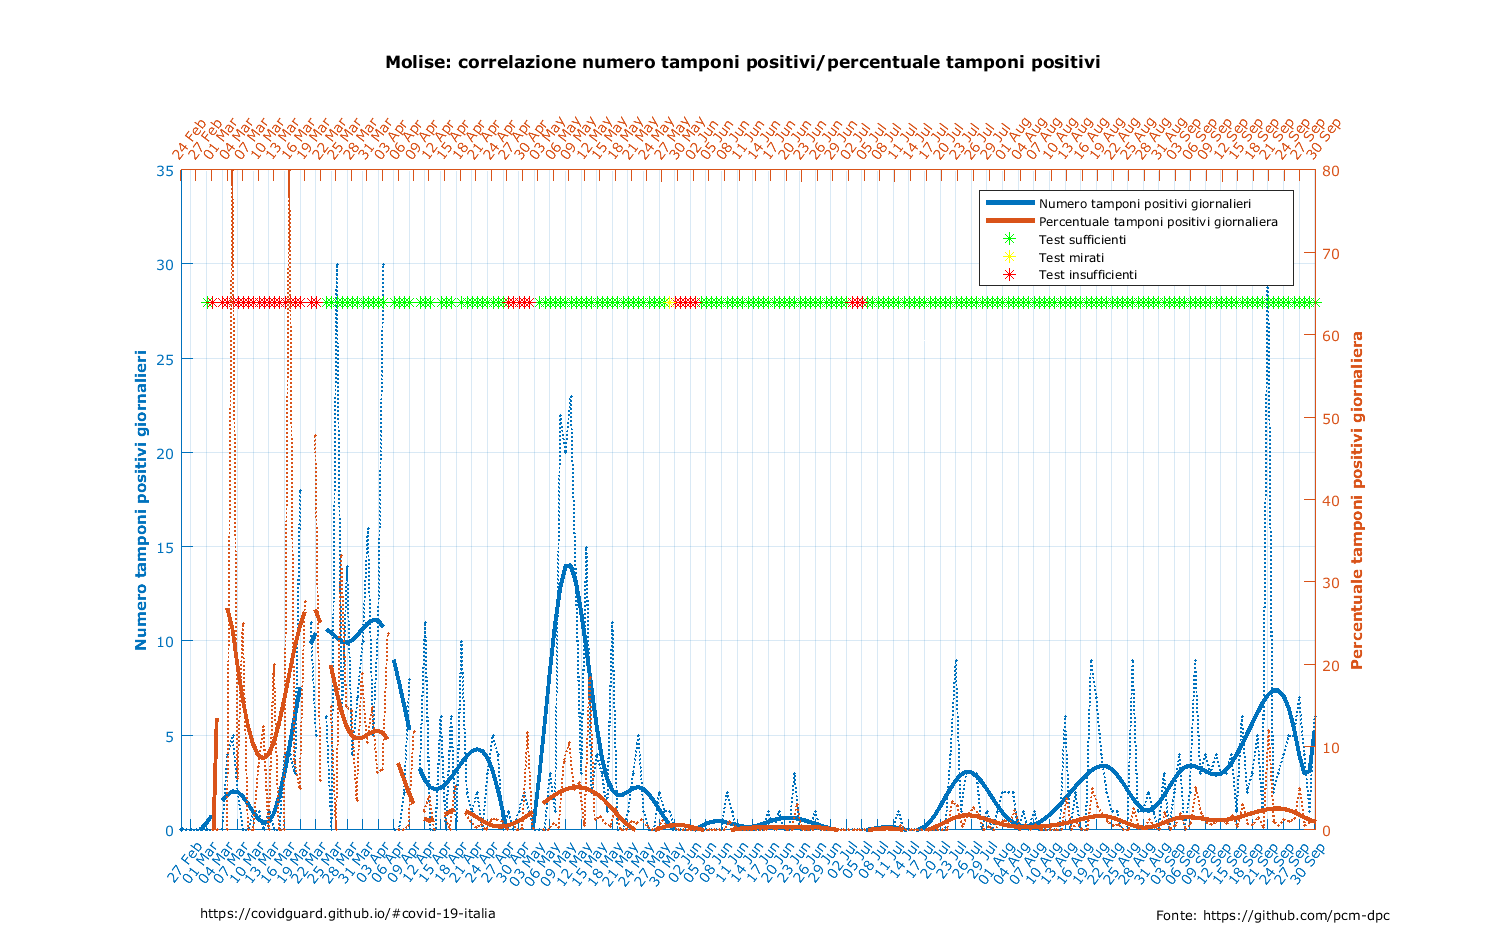 Molise: correlazione numero tamponi positivi/percentuale tamponi positivi
24 Feb
27 Feb
01 Mar
04 Mar
07 Mar
10 Mar
13 Mar
16 Mar
19 Mar
22 Mar
25 Mar
28 Mar
31 Mar
03 Apr
06 Apr
09 Apr
12 Apr
15 Apr
18 Apr
21 Apr
24 Apr
27 Apr
30 Apr
03 May
06 May
09 May
12 May
15 May
18 May
21 May
24 May
27 May
30 May
02 Jun
05 Jun
08 Jun
11 Jun
14 Jun
17 Jun
20 Jun
23 Jun
26 Jun
29 Jun
02 Jul
05 Jul
08 Jul
11 Jul
14 Jul
17 Jul
20 Jul
23 Jul
26 Jul
29 Jul
01 Aug
04 Aug
07 Aug
10 Aug
13 Aug
16 Aug
19 Aug
22 Aug
25 Aug
28 Aug
31 Aug
03 Sep
06 Sep
09 Sep
12 Sep
15 Sep
18 Sep
21 Sep
24 Sep
27 Sep
30 Sep
Numero tamponi positivi giornalieri
35
30
25
20
15
10
5
0
Numero tamponi positivi giornalieri
Percentuale tamponi positivi giornaliera
Test sufficienti
Test mirati
Test insufficienti
80
70
60
50
40
30
20
10
0
Percentuale tamponi positivi giornaliera
27 Feb
01 Mar
04 Mar
07 Mar
10 Mar
13 Mar
16 Mar
19 Mar
22 Mar
25 Mar
28 Mar
31 Mar
03 Apr
06 Apr
09 Apr
12 Apr
15 Apr
18 Apr
21 Apr
24 Apr
27 Apr
30 Apr
03 May
06 May
09 May
12 May
15 May
18 May
21 May
24 May
27 May
30 May
02 Jun
05 Jun
08 Jun
11 Jun
14 Jun
17 Jun
20 Jun
23 Jun
26 Jun
29 Jun
02 Jul
05 Jul
08 Jul
11 Jul
14 Jul
17 Jul
20 Jul
23 Jul
26 Jul
29 Jul
01 Aug
04 Aug
07 Aug
10 Aug
13 Aug
16 Aug
19 Aug
22 Aug
25 Aug
28 Aug
31 Aug
03 Sep
06 Sep
09 Sep
12 Sep
15 Sep
18 Sep
21 Sep
24 Sep
27 Sep
30 Sep
https://covidguard.github.io/#covid-19-italia
Fonte: https://github.com/pcm-dpc